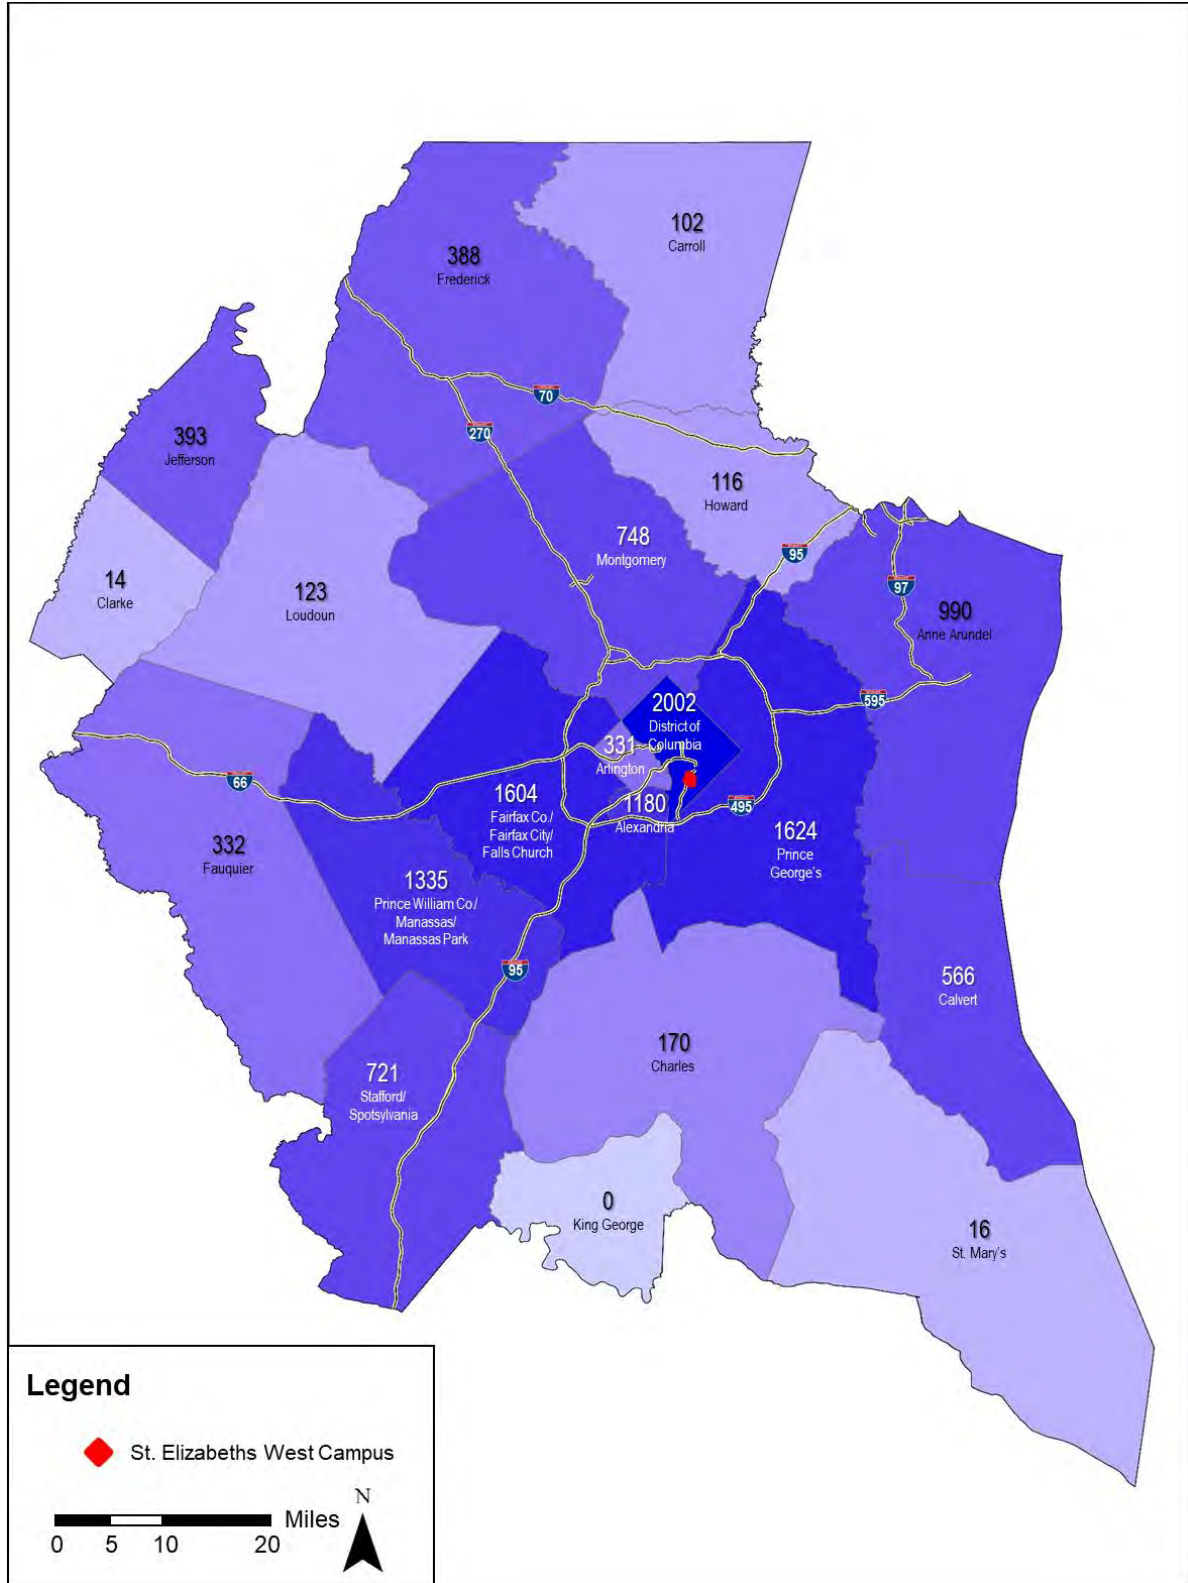 102
Carroll
388
Frederick
70
270
393
Jefferson
116
Howard
748
Montgomery
95
97
14
Clarke
123
Loudoun
990
Anne Arundel
595
2002
District of
Columbia
331
Arlington
66
1604
Fairfax Co./
Fairfax City/
Falls Church
1180
Alexandria
495
1624
Prince
George's
332
Fauquier
1335
Prince William Co./
Manassas/
Manassas Park
95
566
Calvert
170
Charles
721
Stafford/
Spotsylvania
0
King George
16
St. Mary's
Legend
St. Elizabeths West Campus
N
Miles
0 5 10 20